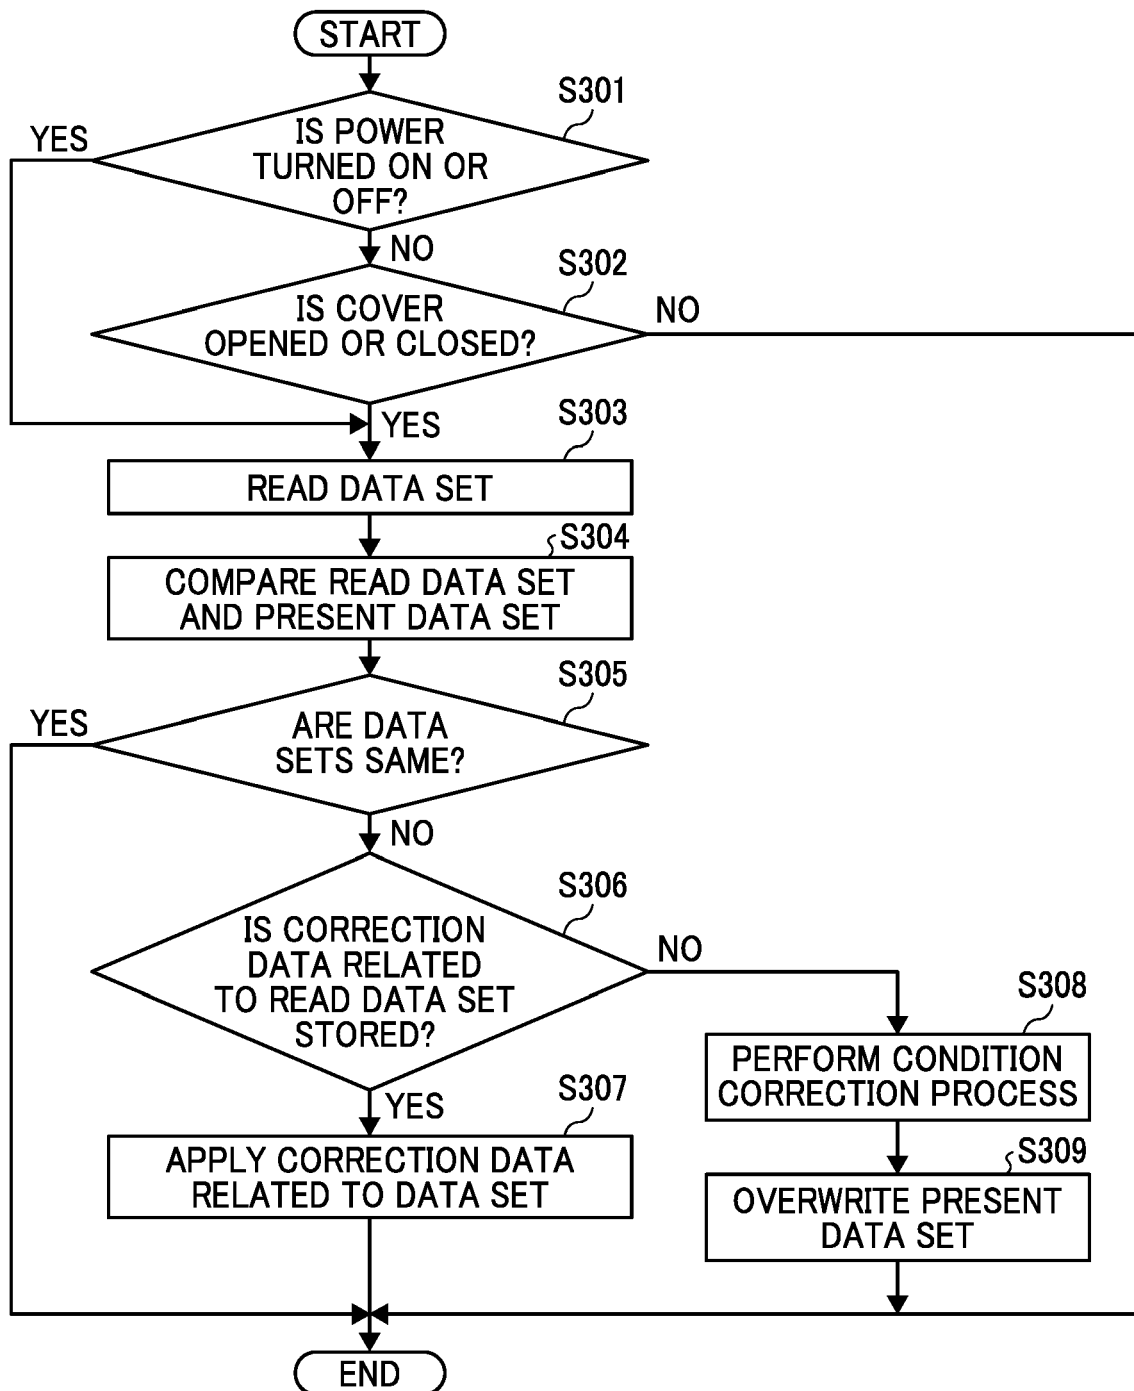 START
S301
YES
IS POWER
TURNED ON OR
OFF?
NO
S302
IS COVER
OPENED OR CLOSED?
NO
YES
S303
READ DATA SET
S304
COMPARE READ DATA SET
AND PRESENT DATA SET
S305
YES
ARE DATA
SETS SAME?
NO
S306
IS CORRECTION
DATA RELATED
TO READ DATA SET
STORED?
NO
S308
PERFORM CONDITION
CORRECTION PROCESS
YES
S307
APPLY CORRECTION DATA
RELATED TO DATA SET
S309
OVERWRITE PRESENT
DATA SET
END